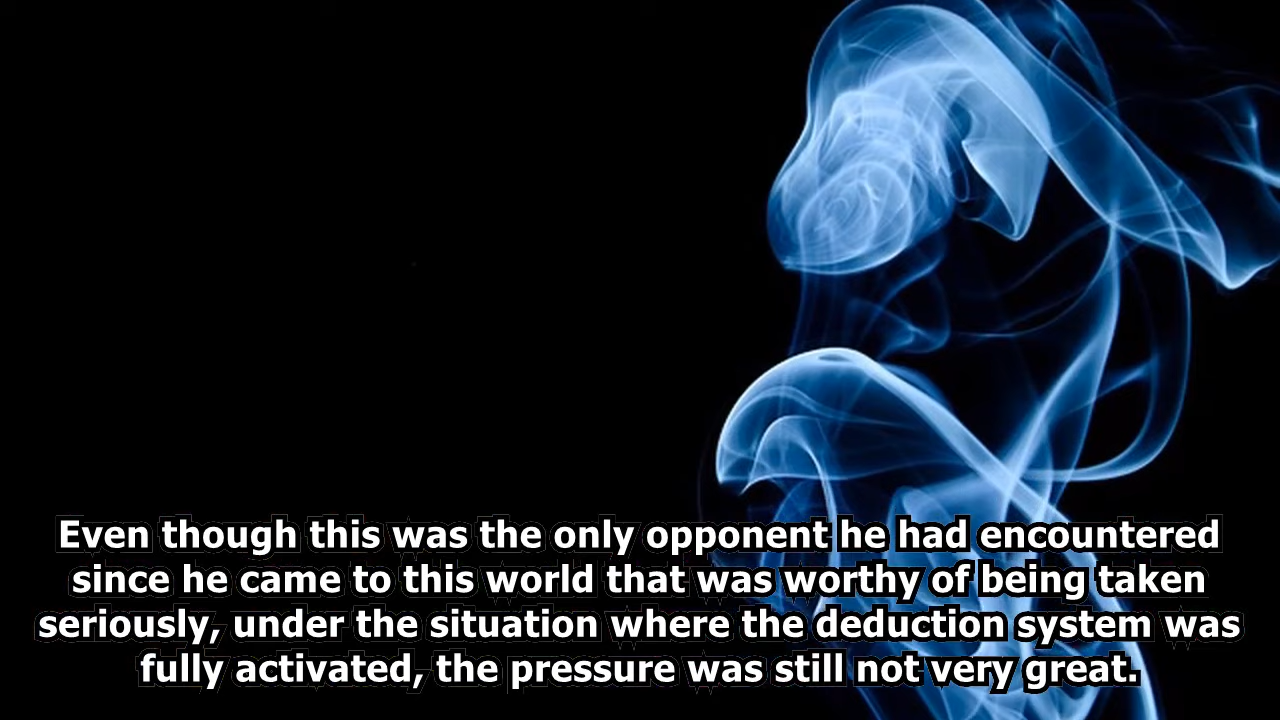 Even though this was the only opponent he had encountered
since he came to this world that was worthy of being taken
seriously, under the situation where the deduction system was
fully activated, the pressure was still not very great.